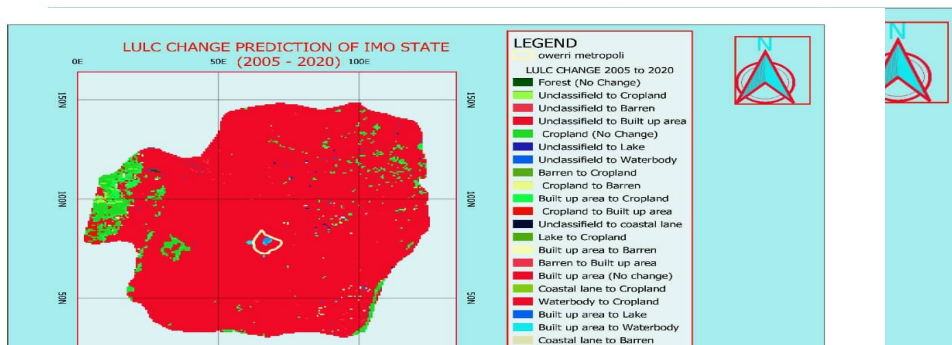 LULC CHANGE PREDICTION OF IMO STATE
(2005 - 2020)
0E 50E 100E
150N 150N
100N 100N
50N 50N
N
N
LEGEND
owerri metropoli
LULC CHANGE 2005 to 2020
Forest (No Change)
Unclassifield to Cropland
Unclassifield to Barren
Unclassifield to Built up area
Cropland (No Change)
Unclassifield to Lake
Unclassifield to Waterbody
Barren to Cropland
Cropland to Barren
Built up area to Cropland
Cropland to Built up area
Unclassifield to coastal lane
Lake to Cropland
Built up area to Barren
Barren to Built up area
Built up area (No change)
Coastal lane to Cropland
Waterbody to Cropland
Built up area to Lake
Built up area to Waterbody
Coastal lane to Barren